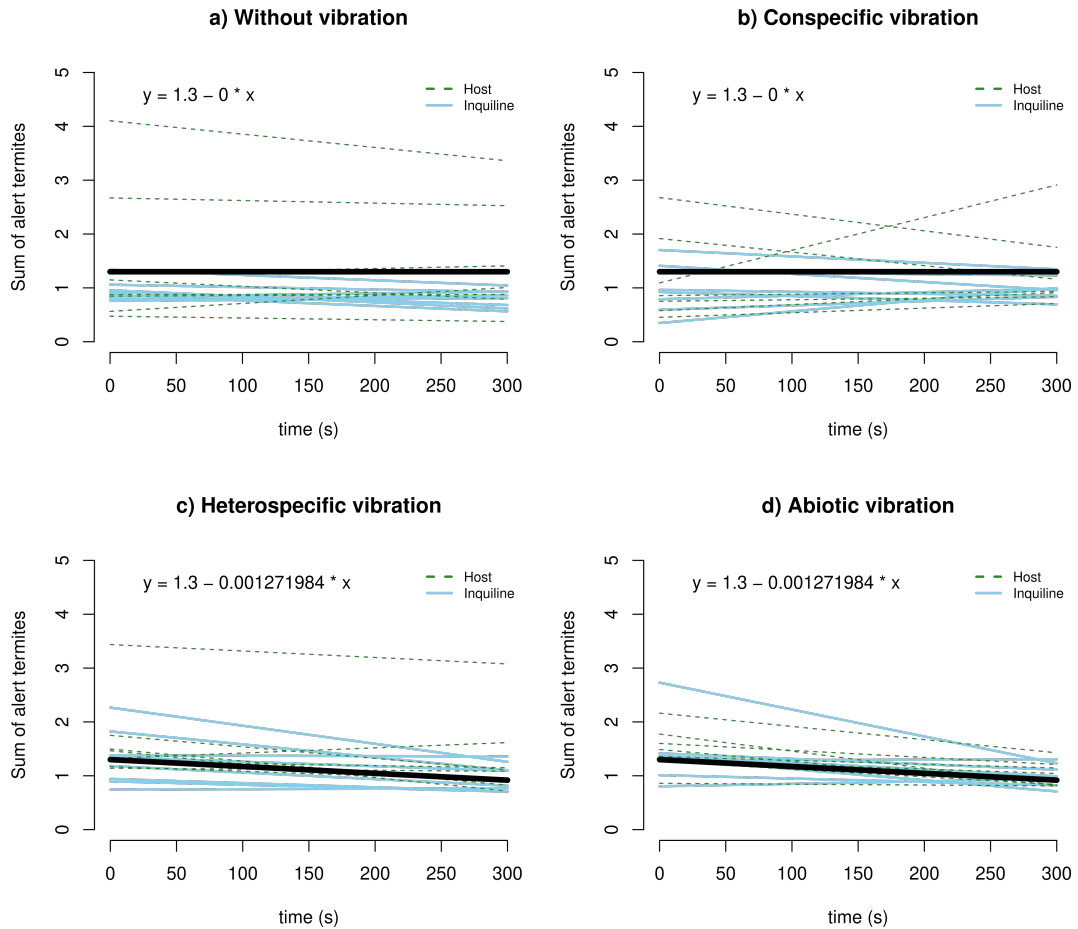 a) Without vibration
y = 1.3 − 0 * x
Host
Inquiline
Sum of alert termites
5
4
3
2
1
0
0 50 100 150 200 250 300
time (s)
b) Conspecific vibration
y = 1.3 − 0 * x
Host
Inquiline
Sum of alert termites
5
4
3
2
1
0
0 50 100 150 200 250 300
time (s)
c) Heterospecific vibration
y = 1.3 − 0.001271984 * x
Host
Inquiline
Sum of alert termites
5
4
3
2
1
0
0 50 100 150 200 250 300
time (s)
d) Abiotic vibration
y = 1.3 − 0.001271984 * x
Host
Inquiline
Sum of alert termites
5
4
3
2
1
0
0 50 100 150 200 250 300
time (s)